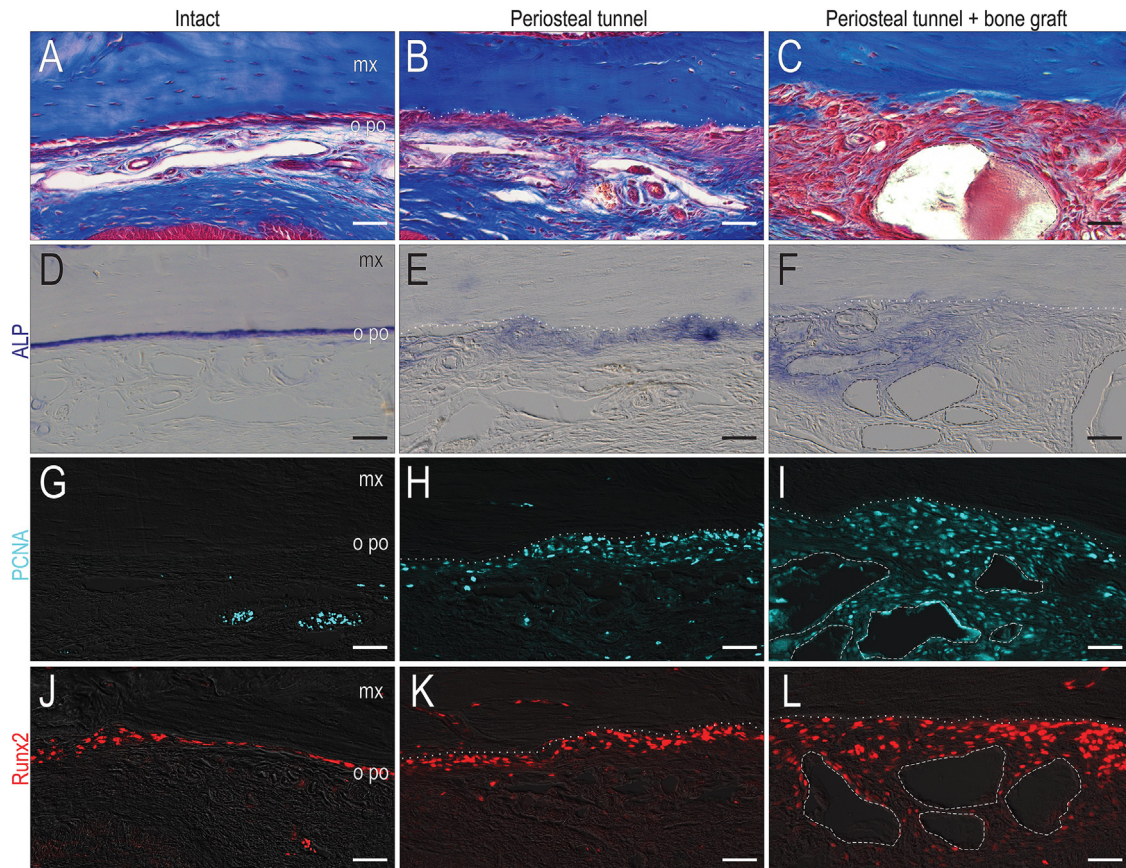 Intact Periosteal tunnel Periosteal tunnel + bone graft
A mx o po B C
ALP D mx o po E F
PCNA G mx o po H I
Runx2 J mx o po K L